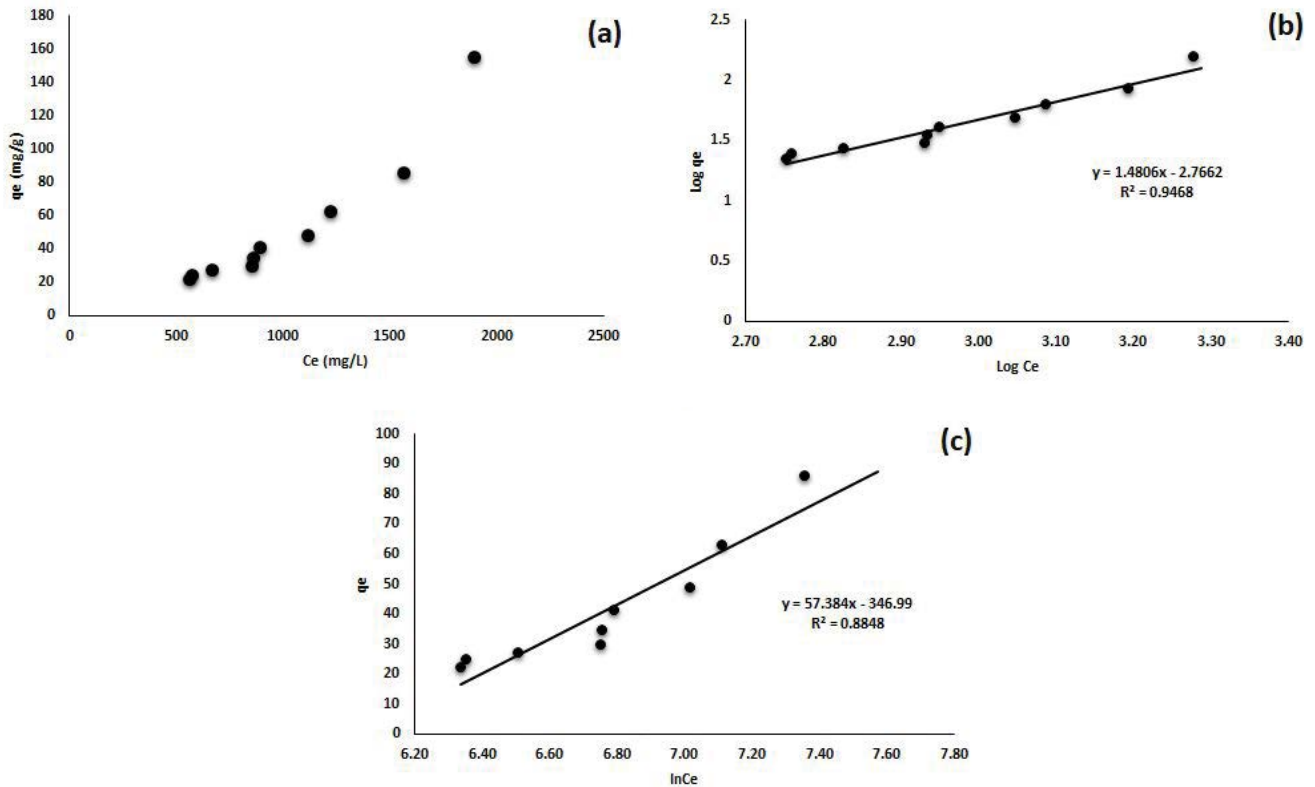 (a)
qe (mg/g)
180
160
140
120
100
80
60
40
20
0
0 500 1000 1500 2000 2500
Ce (mg/L)
(b)
Log qe
2.5
2
1.5
1
0.5
0
y = 1.4806x - 2.7662
R² = 0.9468
2.70 2.80 2.90 3.00 3.10 3.20 3.30 3.40
Log Ce
(c)
qe
100
90
80
70
60
50
40
30
20
10
0
y = 57.384x - 346.99
R² = 0.8848
6.20 6.40 6.60 6.80 7.00 7.20 7.40 7.60 7.80
lnCe